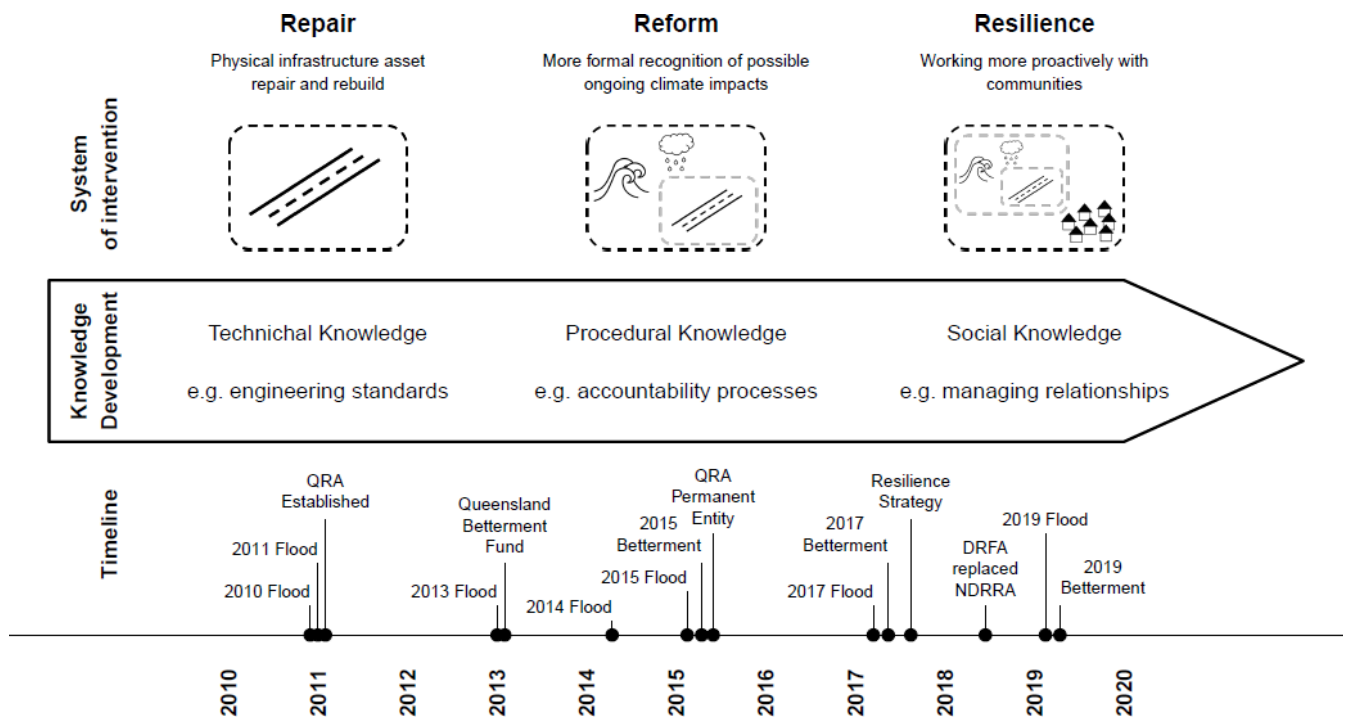 Repair
Physical infrastructure asset
repair and rebuild
Reform
More formal recognition of possible
ongoing climate impacts
Resilience
Working more proactively with
communities
System
of intervention
Knowledge
Development
Technichal Knowledge
e.g. engineering standards
Procedural Knowledge
e.g. accountability processes
Social Knowledge
e.g. managing relationships
Timeline
2010 Flood
2011 Flood
QRA
Established
2013 Flood
Queensland
Betterment
Fund
2014 Flood
2015 Flood
2015
Betterment
QRA
Permanent
Entity
2017 Flood
2017
Betterment
Resilience
Strategy
DRFA
replaced
NDRRA
2019 Flood
2019
Betterment
2010
2011
2012
2013
2014
2015
2016
2017
2018
2019
2020